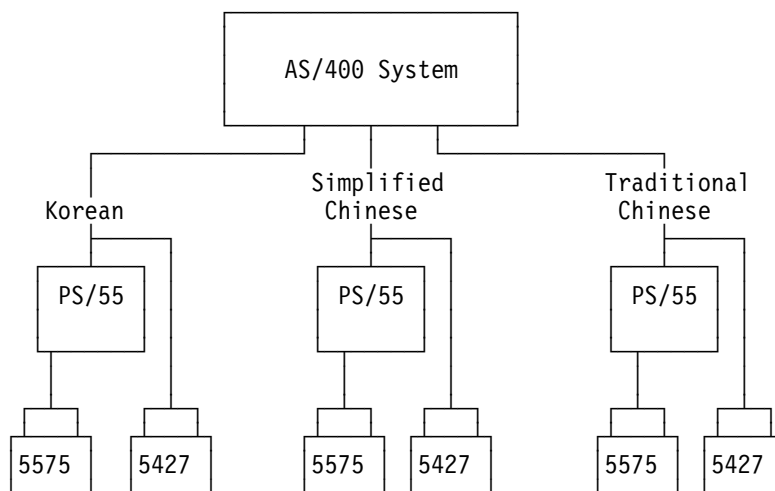 AS/400 System
Korean
Simplified
Chinese
Traditional
Chinese
PS/55
PS/55
PS/55
5575
5427
5575
5427
5575
5427